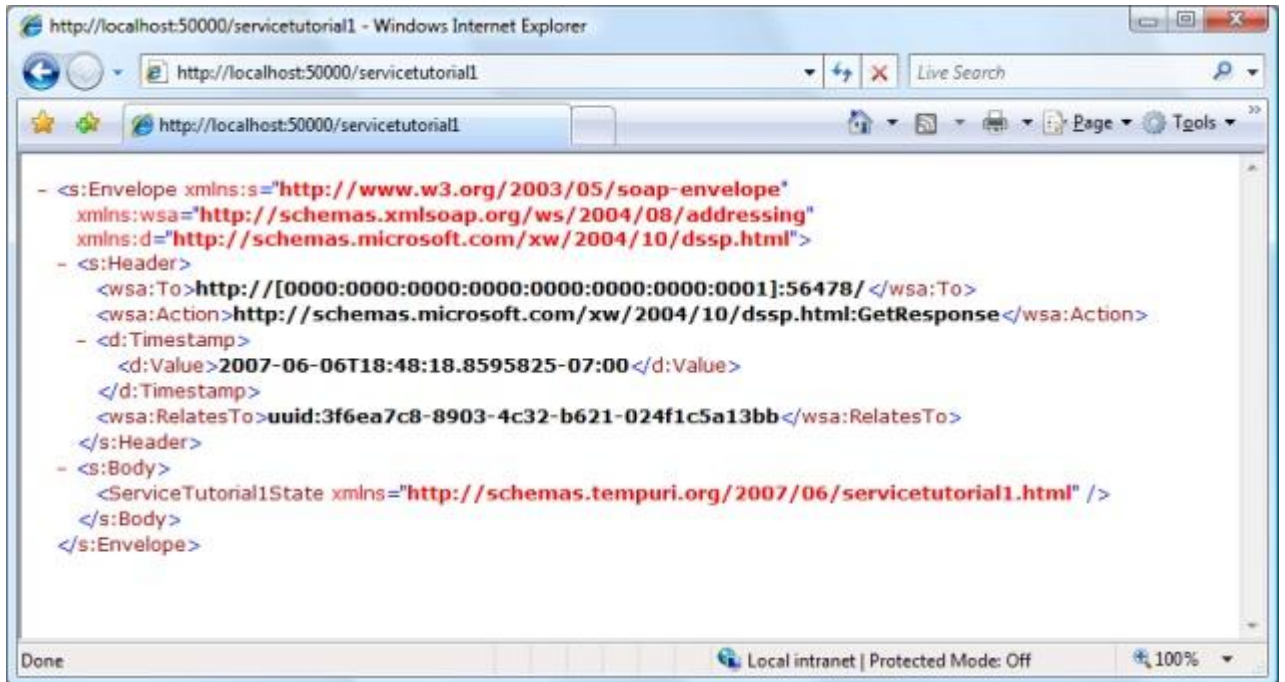 http://localhost:50000/servicetutorial1 - Windows Internet Explorer
http://localhost:50000/servicetutorial1
Live Search
http://localhost:50000/servicetutorial1
Page
Tools
- <s:Envelope xmlns:s="http://www.w3.org/2003/05/soap-envelope"
xmlns:wsa="http://schemas.xmlsoap.org/ws/2004/08/addressing"
xmlns:d="http://schemas.microsoft.com/xw/2004/10/dssp.html">
- <s:Header>
<wsa:To>http://[0000:0000:0000:0000:0000:0000:0000:0001]:56478/</wsa:To>
<wsa:Action>http://schemas.microsoft.com/xw/2004/10/dssp.html:GetResponse</wsa:Action>
- <d:Timestamp>
<d:Value>2007-06-06T18:48:18.8595825-07:00</d:Value>
</d:Timestamp>
<wsa:RelatesTo>uuid:3f6ea7c8-8903-4c32-b621-024f1c5a13bb</wsa:RelatesTo>
</s:Header>
- <s:Body>
<ServiceTutorial1State xmlns="http://schemas.tempuri.org/2007/06/servicetutorial1.html" />
</s:Body>
</s:Envelope>
Done
Local intranet | Protected Mode: Off
100%